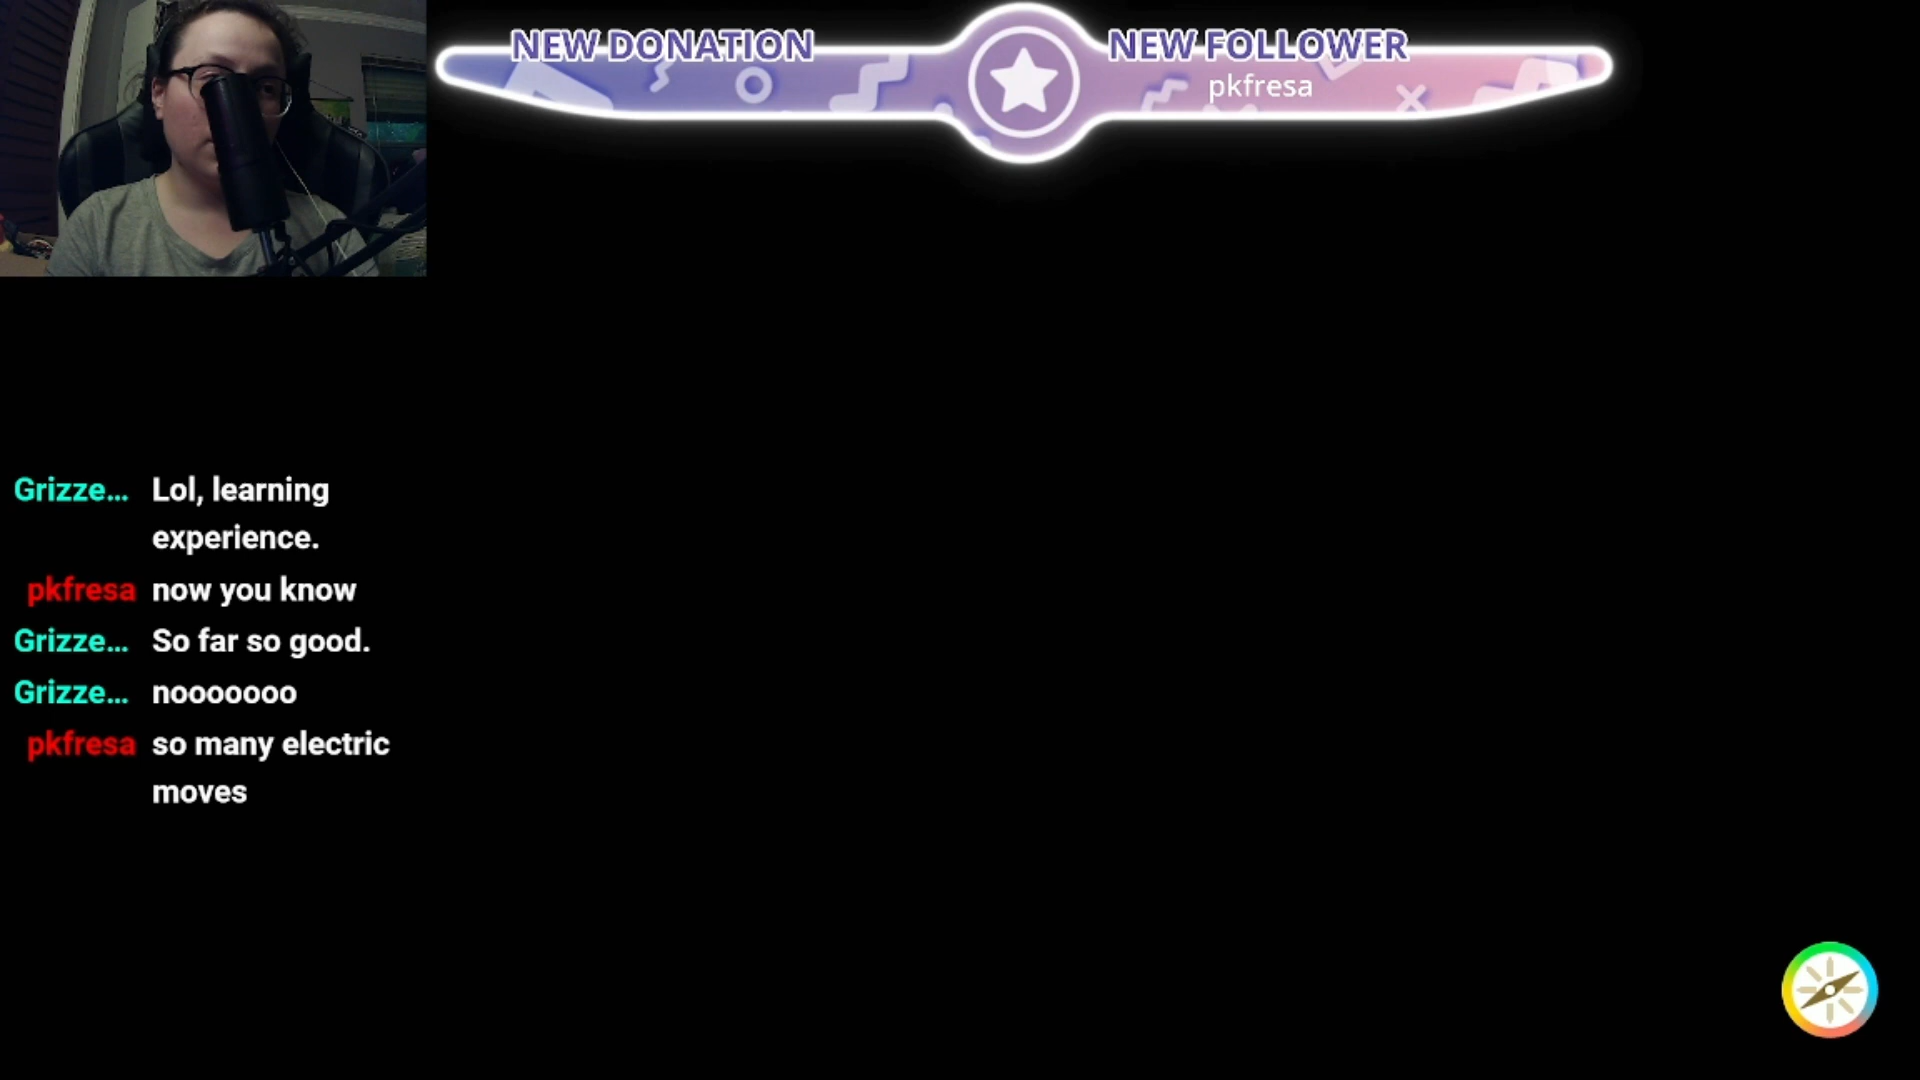 NEW DONATION
NEW FOLLOWER
pkfresa
Grizze... Lol, learning
experience.
pkfresa now you know
Grizze... So far so good.
Grizze... nooooooo
pkfresa so many electric
moves